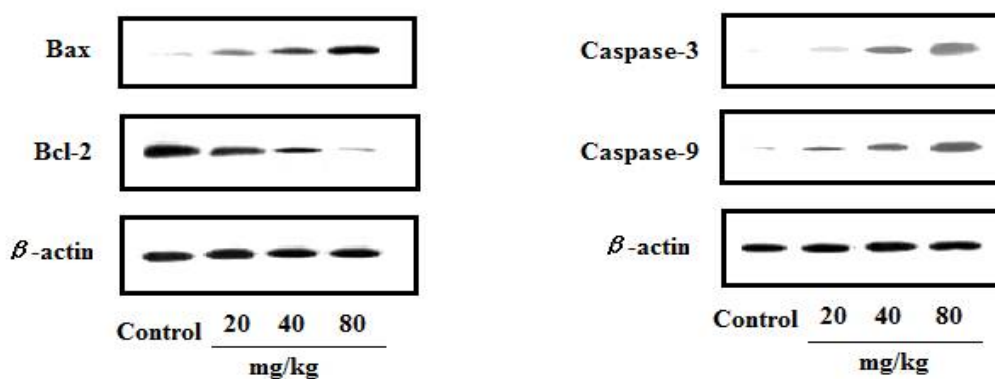 Bax
Bcl-2
β-actin
Control 20 40 80
mg/kg
Caspase-3
Caspase-9
β-actin
Control 20 40 80
mg/kg